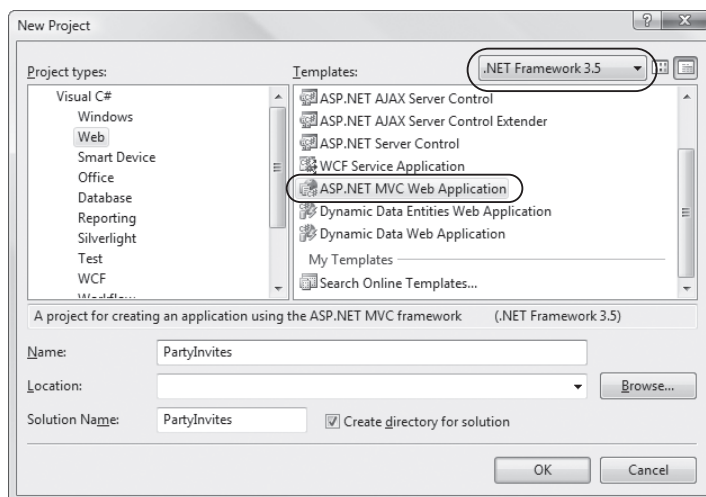 New Project
Project types:
Templates:
.NET Framework 3.5
Visual C#
Windows
Web
Smart Device
Office
Database
Reporting
Silverlight
Test
WCF
Workflow
ASP.NET AJAX Server Control
ASP.NET AJAX Server Control Extender
ASP.NET Server Control
WCF Service Application
ASP.NET MVC Web Application
Dynamic Data Entities Web Application
Dynamic Data Web Application
My Templates
Search Online Templates...
A project for creating an application using the ASP.NET MVC framework (.NET Framework 3.5)
Name: PartyInvites
Location:
Browse...
Solution Name: PartyInvites
Create directory for solution
OK
Cancel